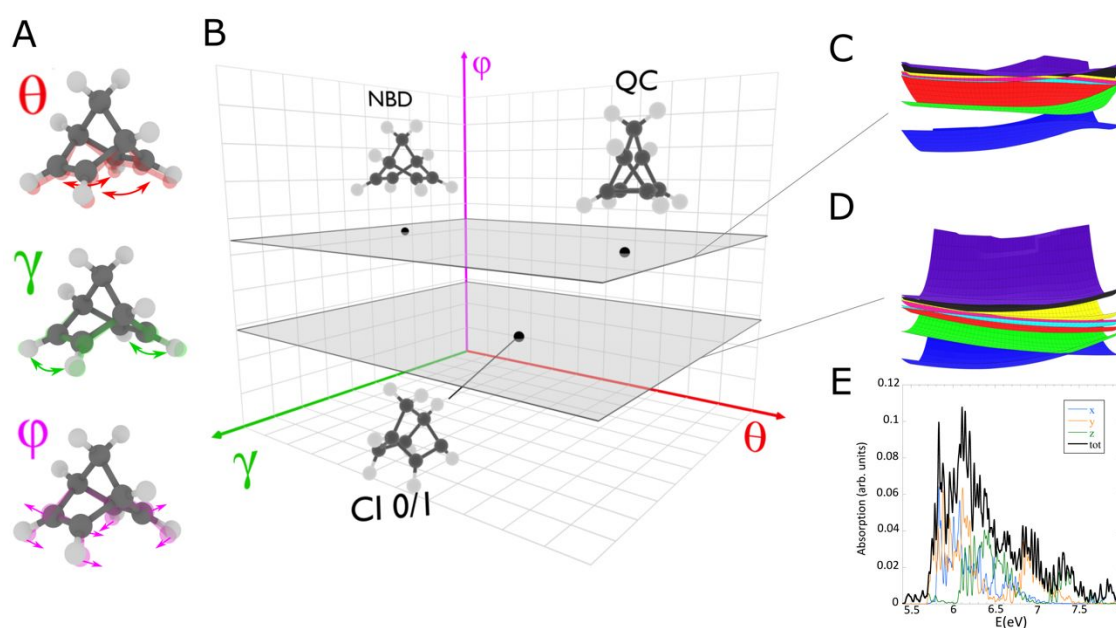 A
θ
γ
φ
B
φ
NBD
QC
γ
CI 0/1
θ
C
D
E
0.12
0.1
0.08
0.06
0.04
0.02
0
Absorption (arb. units)
x
y
z
tot
5.5 6 6.5 7 7.5
E(eV)